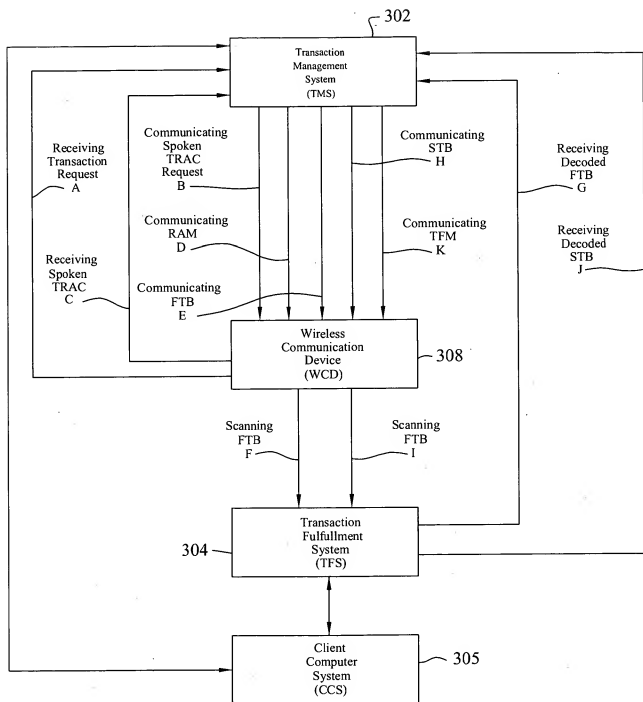 302
Transaction
Management
System
(TMS)
Receiving
Transaction
Request
A
Communicating
Spoken
TRAC
Request
B
Communicating
STB
H
Receiving
Decoded
FTB
G
Communicating
RAM
D
Communicating
TFM
K
Receiving
Spoken
TRAC
C
Receiving
Decoded
STB
J
Communicating
FTB
E
Wireless
Communication
Device
(WCD)
308
Scanning
FTB
F
Scanning
FTB
I
304
Transaction
Fulfullment
System
(TFS)
Client
Computer
System
(CCS)
305